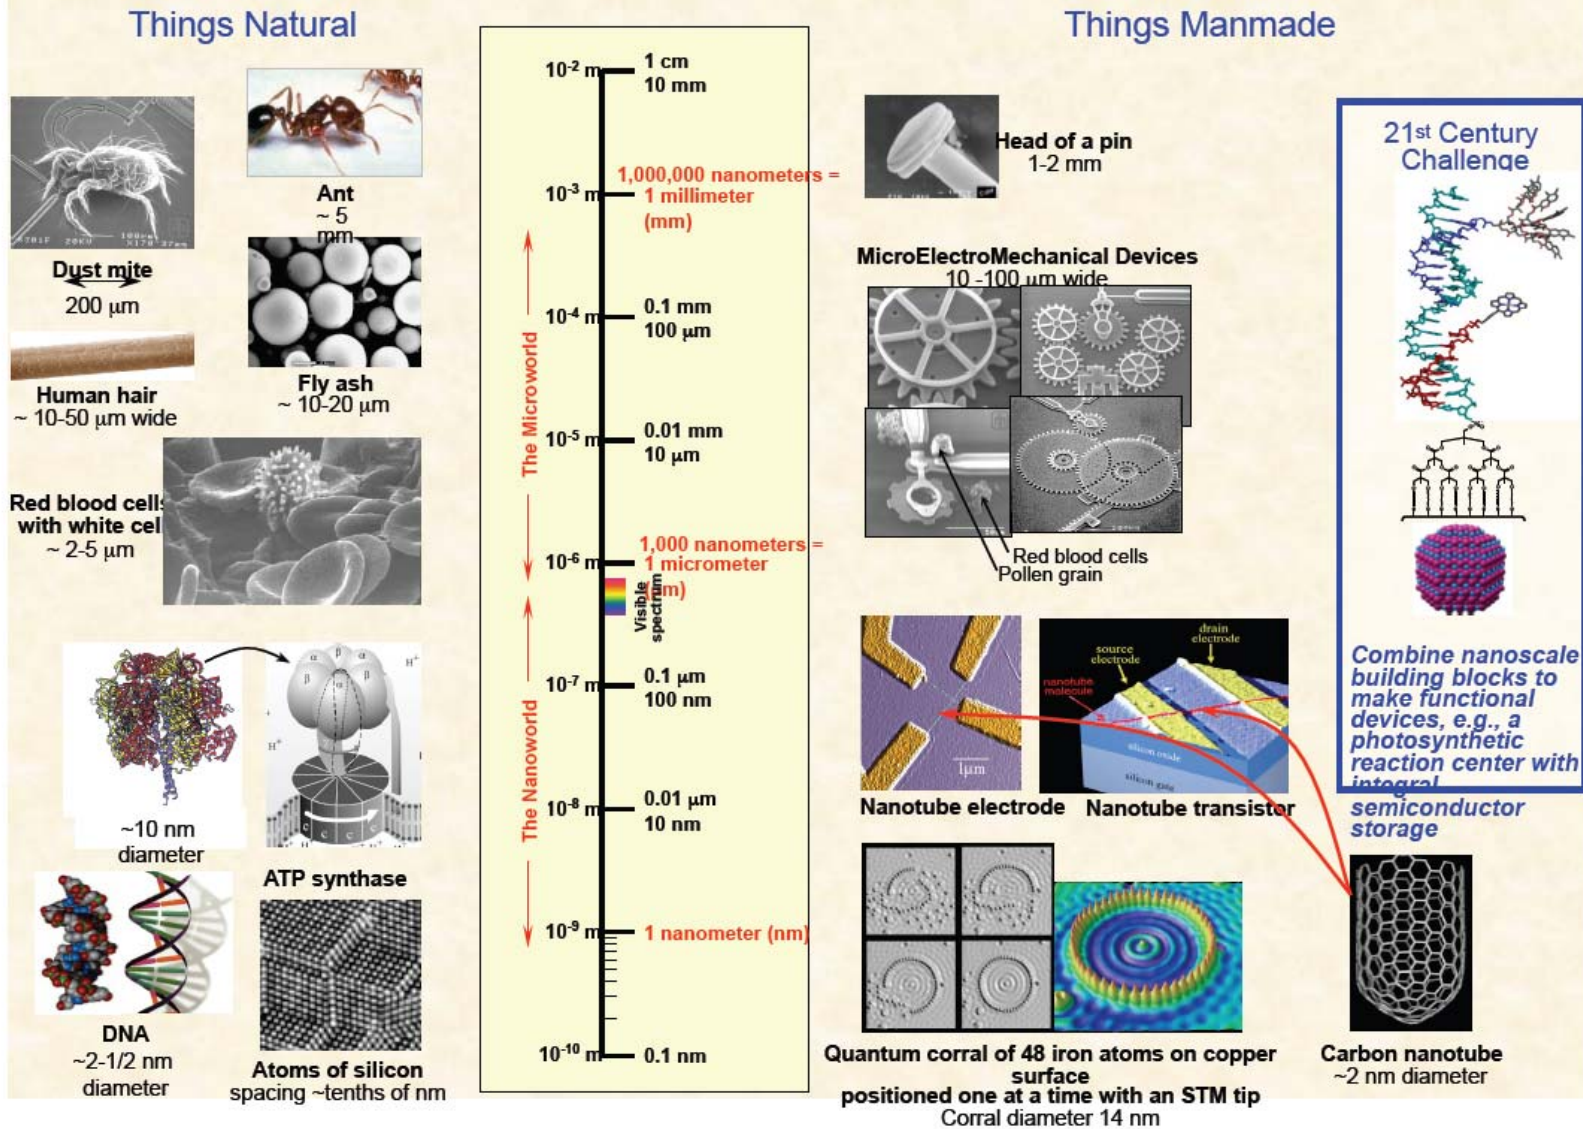 Things Natural
Things Manmade
Ant
~ 5
mm
Dust mite
200 μm
Human hair
~ 10-50 μm wide
Fly ash
~ 10-20 μm
Red blood cells
with white cell
~ 2-5 μm
~10 nm
diameter
ATP synthase
DNA
~2-1/2 nm
diameter
Atoms of silicon
spacing ~tenths of nm
10-2 m
1 cm
10 mm
1,000,000 nanometers =
10-3 m
1 millimeter
(mm)
10-4 m
0.1 mm
100 μm
The Microworld
10-5 m
0.01 mm
10 μm
1,000 nanometers =
10-6 m
1 micrometer
(μm)
Visible
spectrum
10-7 m
0.1 μm
100 nm
The Nanoworld
10-8 m
0.01 μm
10 nm
10-9 m
1 nanometer (nm)
10-10 m
0.1 nm
Head of a pin
1-2 mm
MicroElectroMechanical Devices
10 -100 μm wide
Red blood cells
Pollen grain
1μm
Nanotube electrode
drain
electrode
source
electrode
nanotube
molecule
silicon oxide
silicon gate
Nanotube transistor
Quantum corral of 48 iron atoms on copper
surface
positioned one at a time with an STM tip
Corral diameter 14 nm
Carbon nanotube
~2 nm diameter
21st Century
Challenge
Combine nanoscale
building blocks to
make functional
devices, e.g., a
photosynthetic
reaction center with
integral
semiconductor
storage